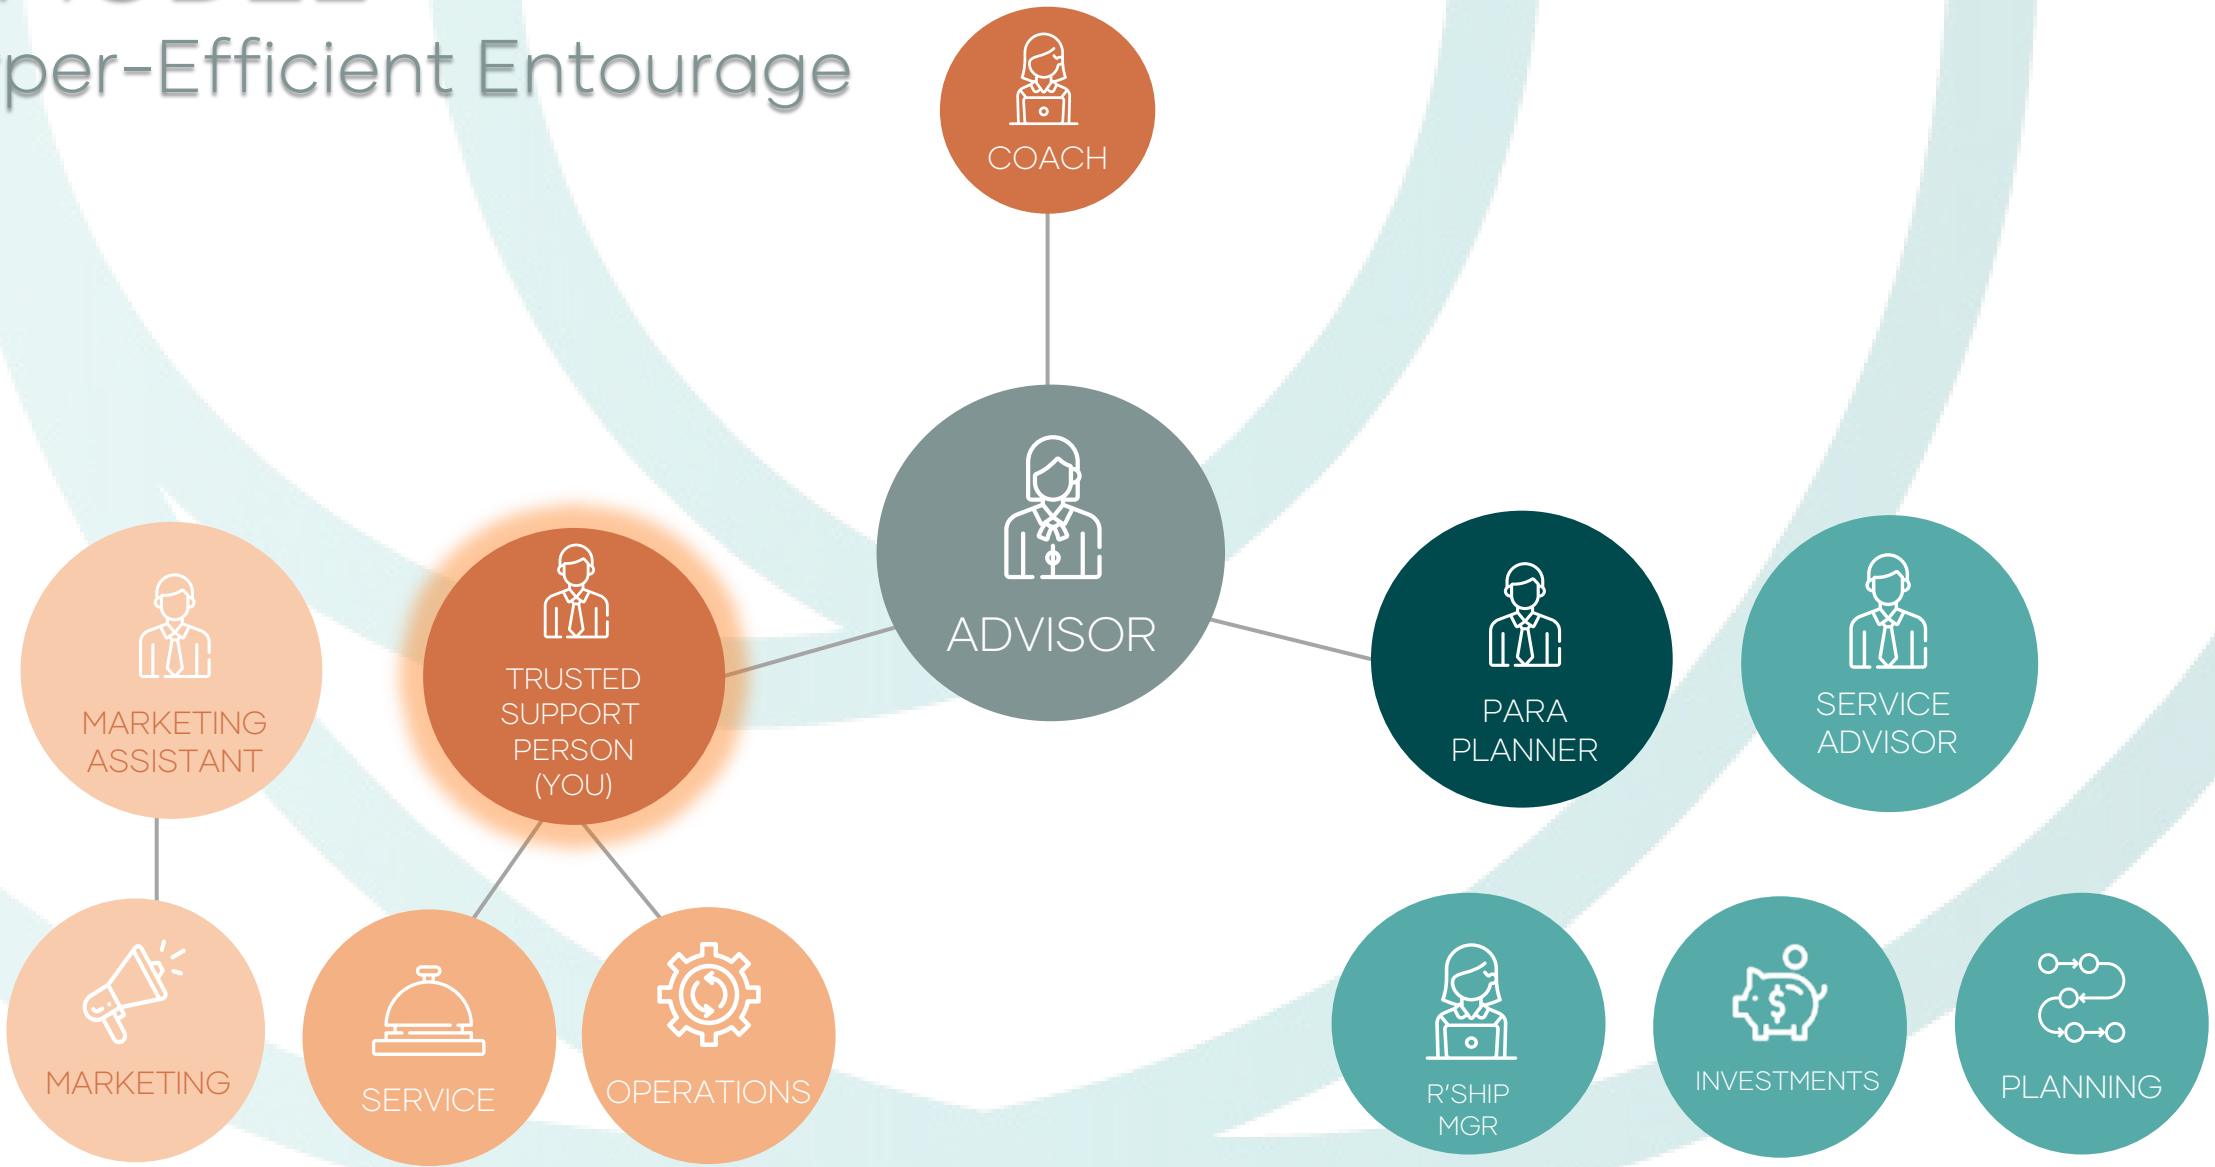 per-Efficient Entourage
COACH
ADVISOR
MARKETING
ASSISTANT
TRUSTED
SUPPORT
PERSON
(YOU)
PARA
PLANNER
SERVICE
ADVISOR
MARKETING
SERVICE
OPERATIONS
R'SHIP
MGR
INVESTMENTS
PLANNING